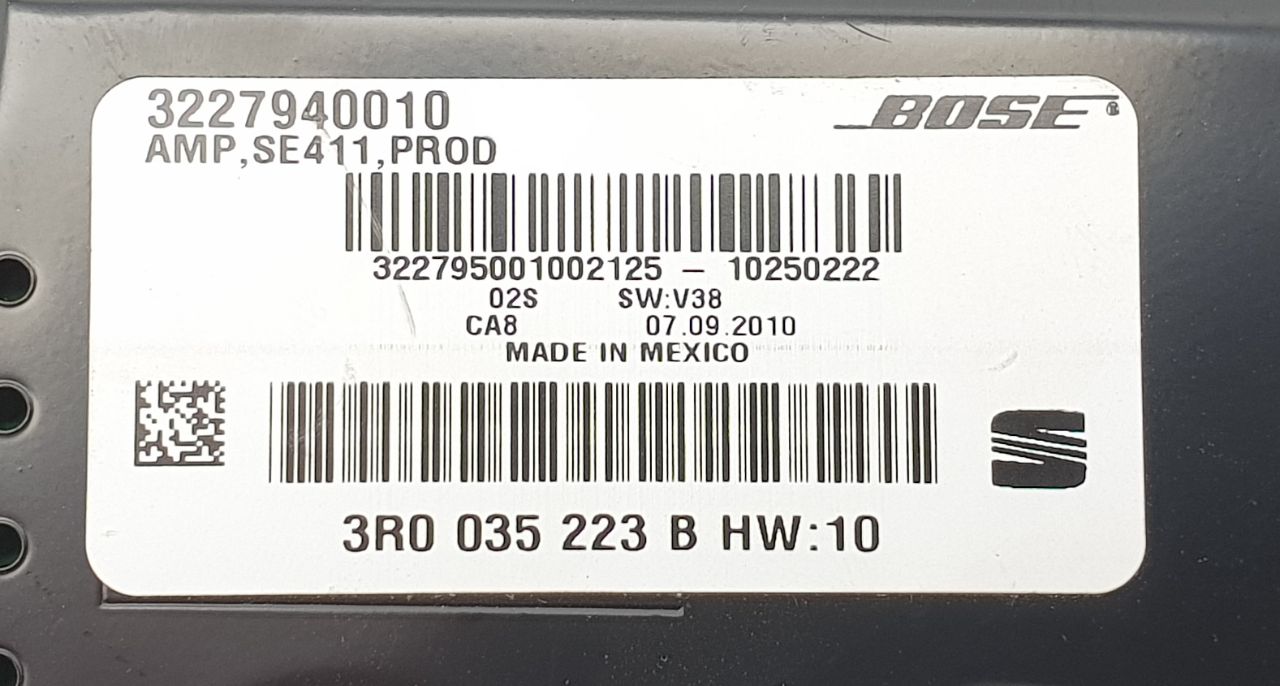 3227940010
BOSE®
AMP,SE411,PROD
322795001002125 – 10250222
02S SW:V38
CA8 07.09.2010
MADE IN MEXICO
3R0 035 223 B HW:10